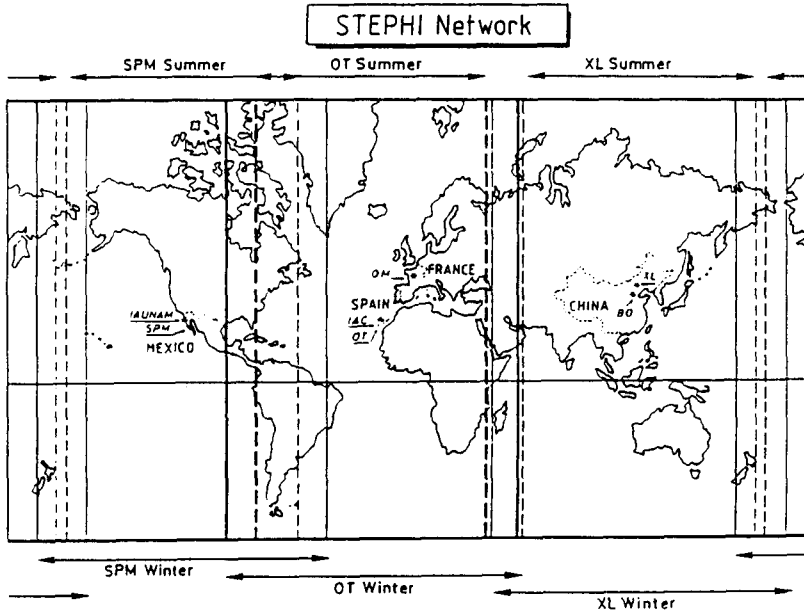 STEPHI Network
SPM Summer
OT Summer
XL Summer
OM
FRANCE
XL
SPAIN
CHINA
BO
IAUNAM
IAC
SPM
OT
MEXICO
SPM Winter
OT Winter
XL Winter